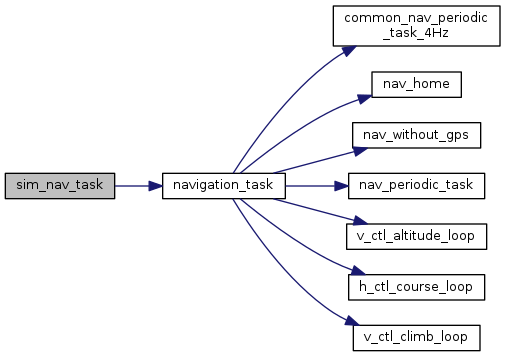 common_nav_periodic
_task_4Hz
nav_home
nav_without_gps
sim_nav_task
navigation_task
nav_periodic_task
v_ctl_altitude_loop
h_ctl_course_loop
v_ctl_climb_loop